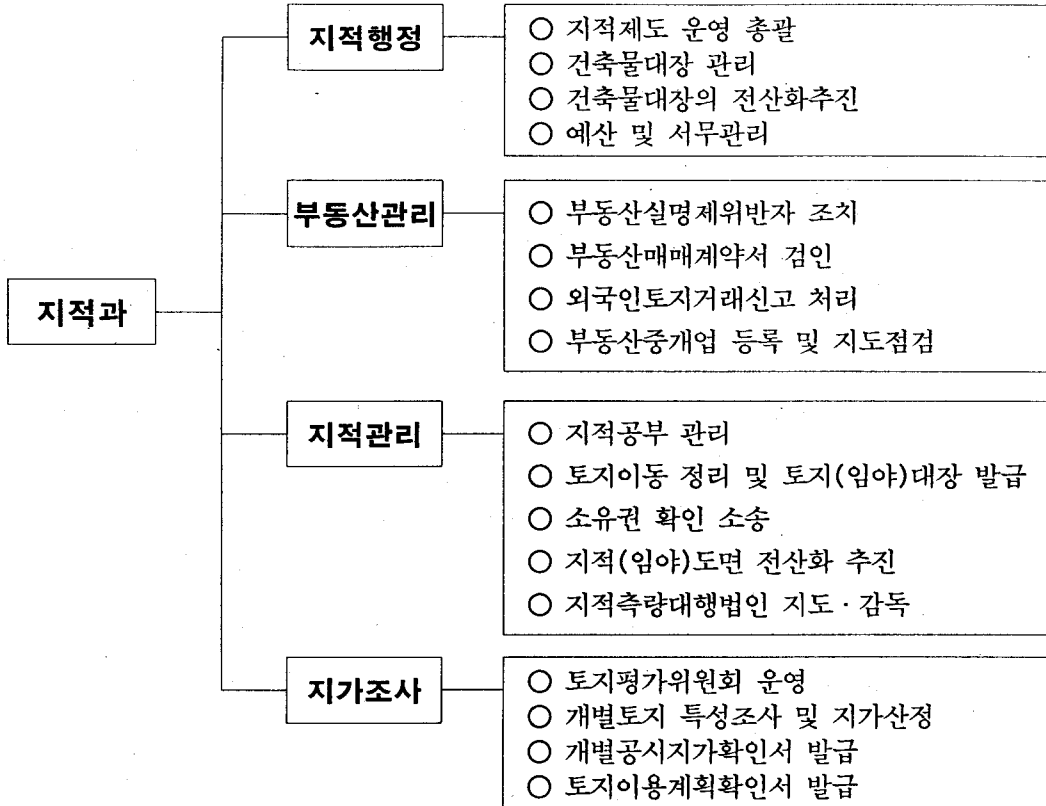 지적행정
○ 지적제도 운영 총괄
○ 건축물대장 관리
○ 건축물대장의 전산화추진
○ 예산 및 서무관리
부동산관리
○ 부동산실명제위반자 조치
○ 부동산매매계약서 검인
○ 외국인토지거래신고 처리
○ 부동산중개업 등록 및 지도점검
지적과
지적관리
○ 지적공부 관리
○ 토지이동 정리 및 토지(임야)대장 발급
○ 소유권 확인 소송
○ 지적(임야)도면 전산화 추진
○ 지적측량대행법인 지도·감독
지가조사
○ 토지평가위원회 운영
○ 개별토지 특성조사 및 지가산정
○ 개별공시지가확인서 발급
○ 토지이용계획확인서 발급